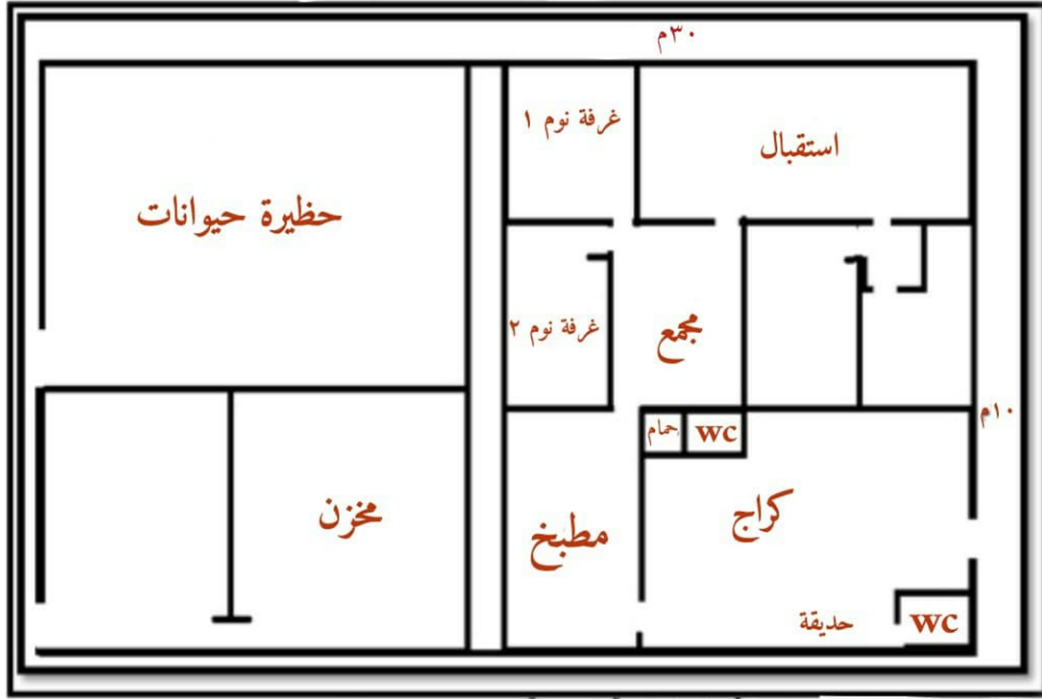 ٣٠م
استقبال
غرفة نوم ١
حظيرة حيوانات
مجمع
غرفة نوم ٢
١٠م
WC
حمام
كراج
مطبخ
مخزن
WC
حديقة